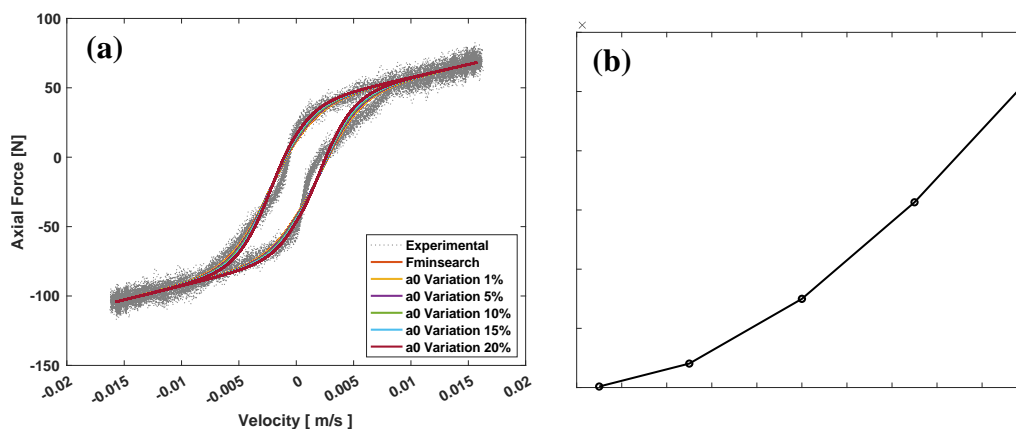 (a)
100
50
0
-50
-100
-150
Axial Force [N]
Experimental
Fminsearch
a0 Variation 1%
a0 Variation 5%
a0 Variation 10%
a0 Variation 15%
a0 Variation 20%
-0.02
-0.015
-0.01
-0.005
0
0.005
0.01
0.015
0.02
Velocity [ m/s ]
×
(b)